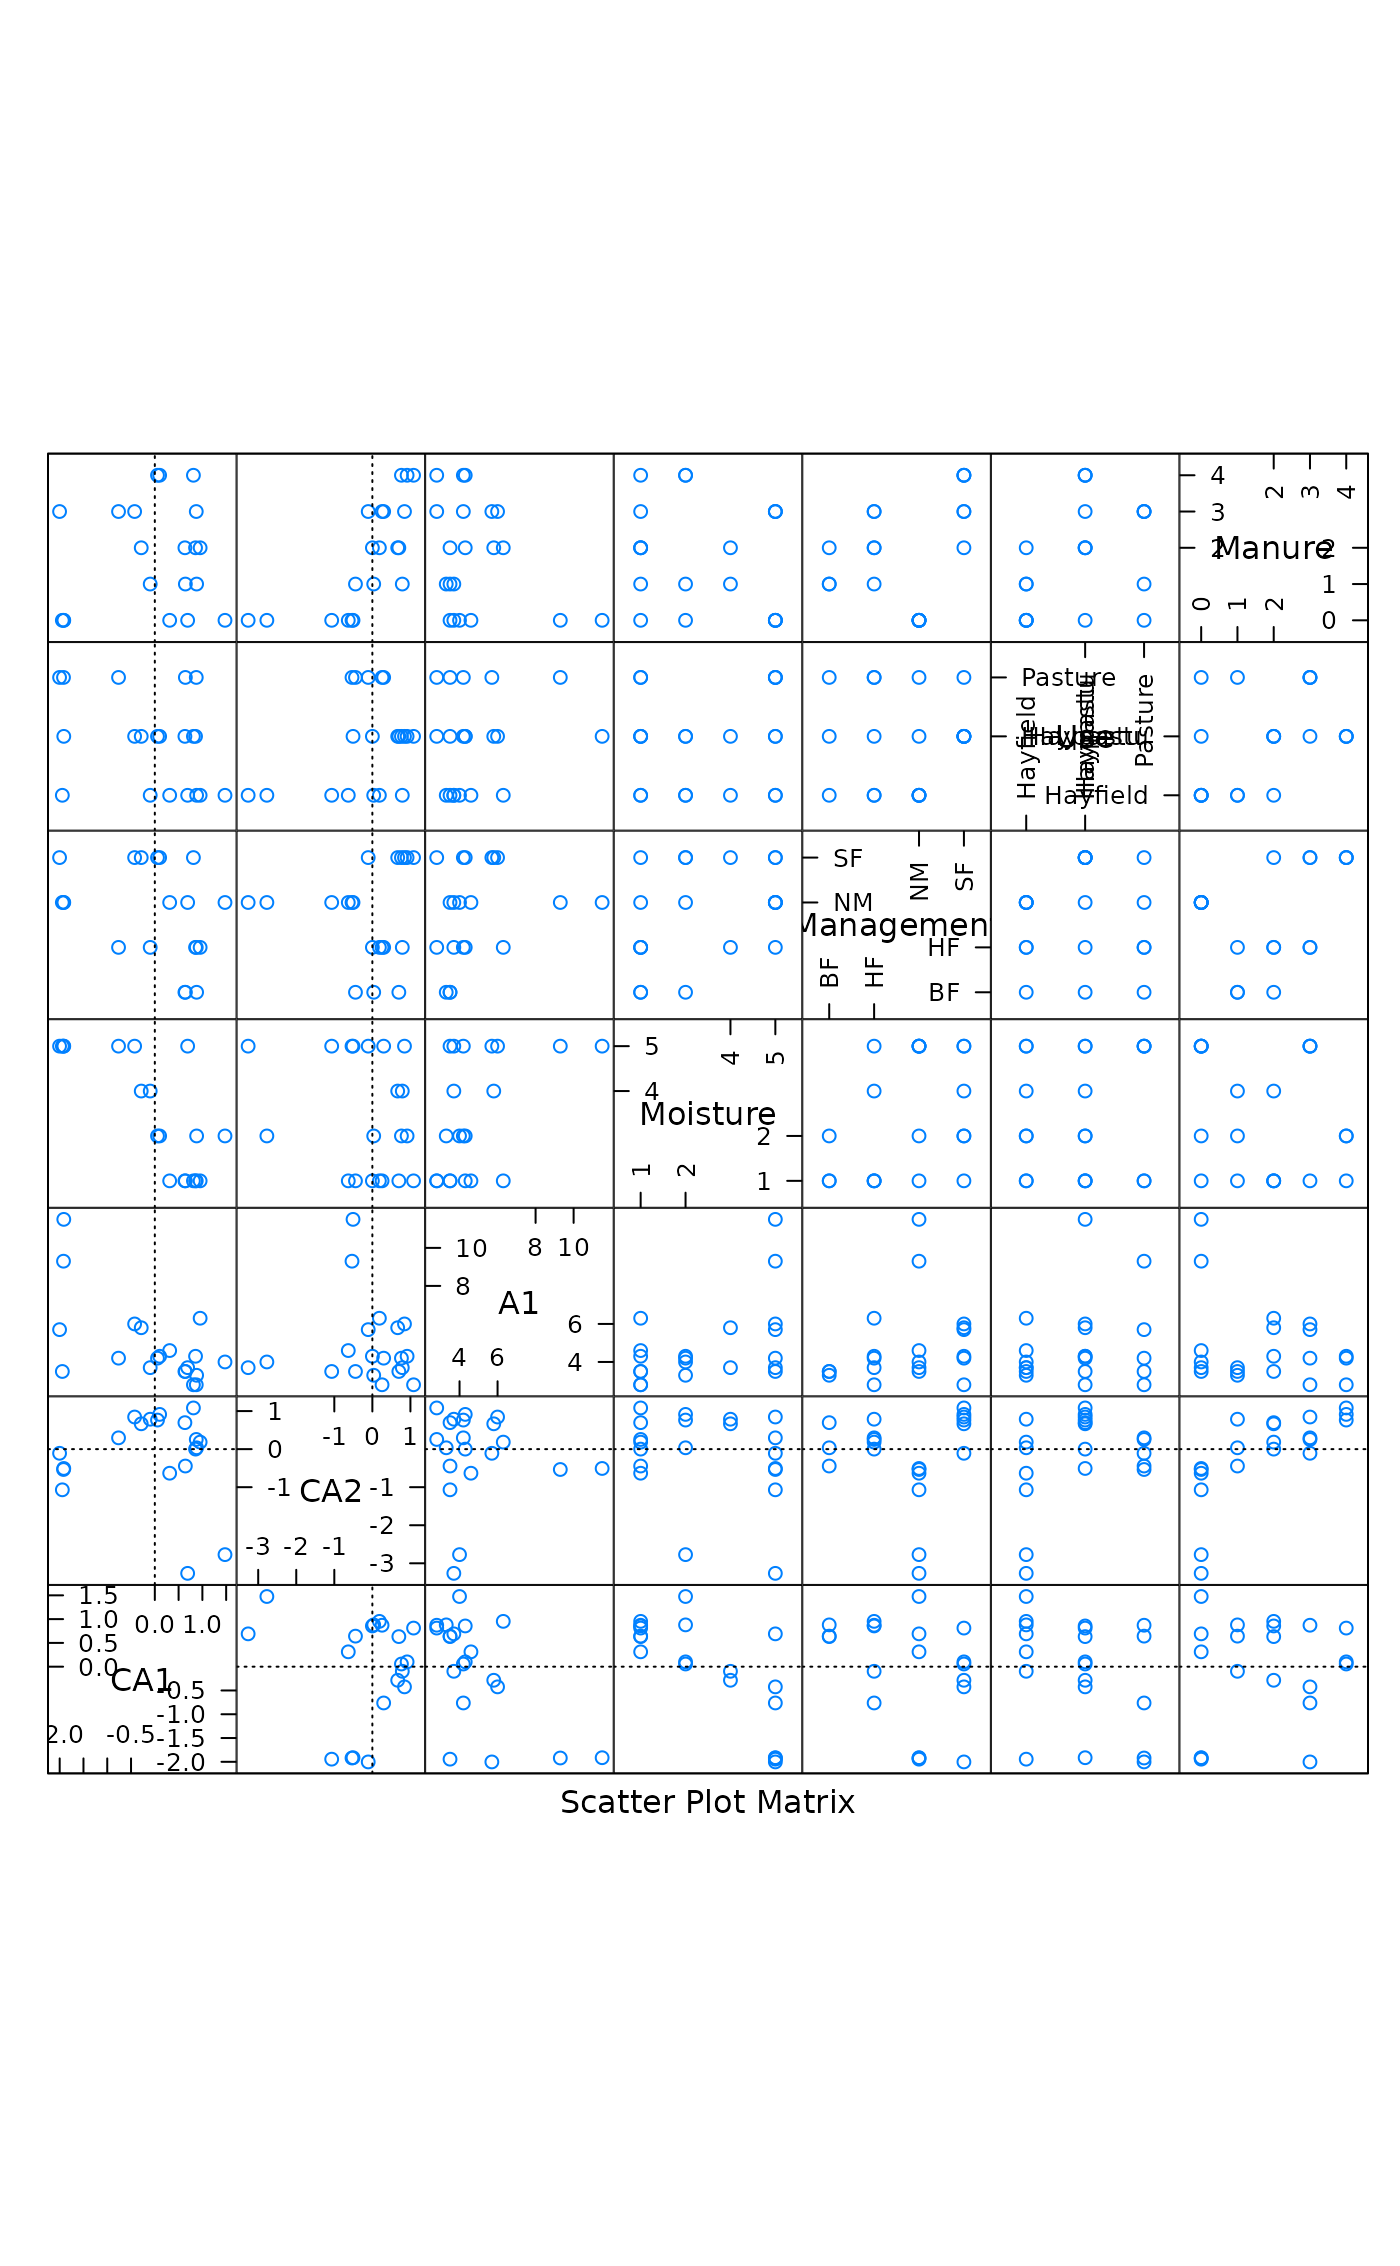 4 2 3 4
3
2 Manure 2
1
0 1 2 0
Pasture
Hayfield Use Pasture
Hayfield
SF NM SF
NM
Management
BF HF HF
BF
5 4 5
4
Moisture
2
1 2 1
10 8 10
8
A1
6
4 6 4
1 -1 0 1
0
-1 CA2 -1
-2
-3 -2 -1 -3
1.5
1.0 0.0 1.0
0.5
0.0
CA1
-0.5
-1.0
2.0 -0.5 -1.5
-2.0
Scatter Plot Matrix